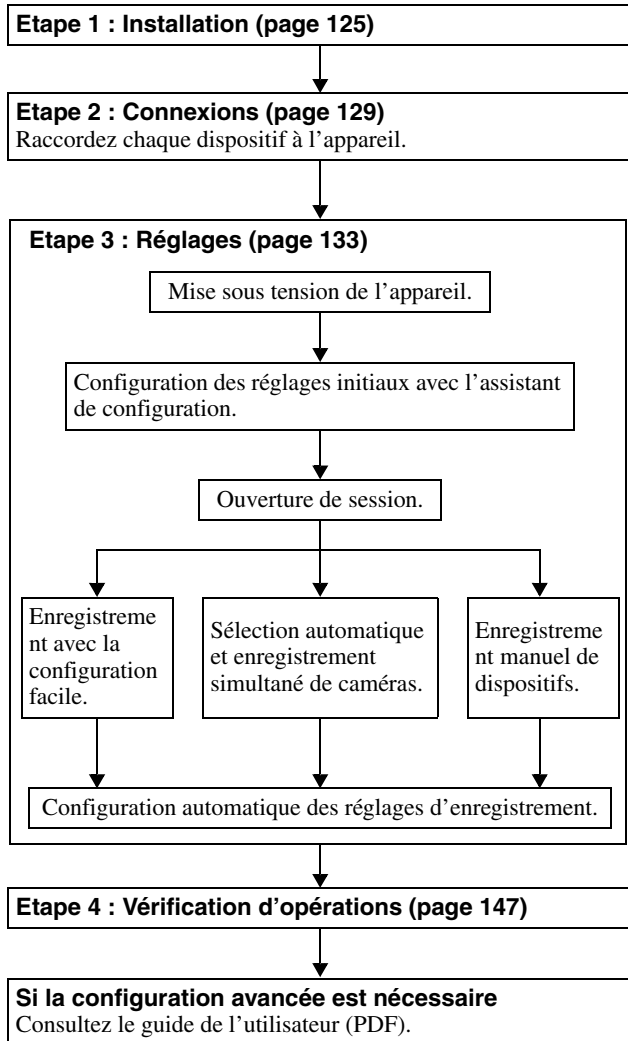 Etape 1 : Installation (page 125)
Etape 2 : Connexions (page 129)
Raccordez chaque dispositif à l’appareil.
Etape 3 : Réglages (page 133)
Mise sous tension de l’appareil.
Configuration des réglages initiaux avec l’assistant
de configuration.
Ouverture de session.
Enregistreme
nt avec la
configuration
facile.
Sélection automatique
et enregistrement
simultané de caméras.
Enregistreme
nt manuel de
dispositifs.
Configuration automatique des réglages d’enregistrement.
Etape 4 : Vérification d’opérations (page 147)
Si la configuration avancée est nécessaire
Consultez le guide de l’utilisateur (PDF).